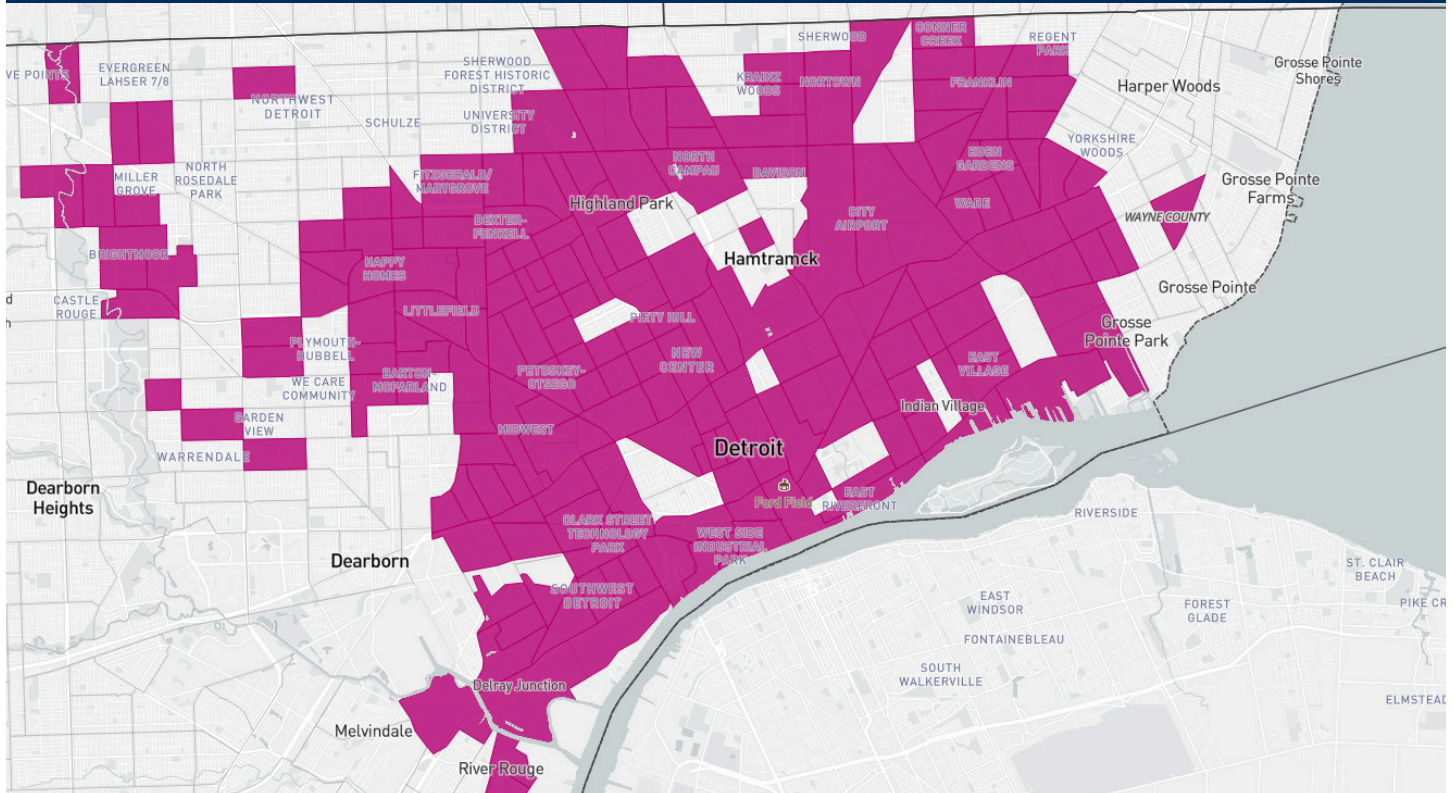 SHERWOOD
CONNER
CREEK
REGENT
PARK
EVERGREEN
LAHSER 7/8
VE POINTS
SHERWOOD
FOREST HISTORIC
DISTRICT
KRAINZ
WOODS
NORTOWN
FRANKLIN
Grosse Pointe
Shores
Harper Woods
NORTHWEST
DETROIT
SCHULZE
UNIVERSITY
DISTRICT
YORKSHIRE
WOODS
MILLER
GROVE
NORTH
ROSEDALE
PARK
FITZGERALD/
MARYGROVE
NORTH
CAMPAU
DAVISON
EDEN
GARDENS
Grosse Pointe
Farms
Highland Park
CITY
AIRPORT
WADE
WAYNE COUNTY
DEXTER-
FENKELL
BRIGHTMOOR
HAPPY
HOMES
Hamtramck
Grosse Pointe
CASTLE
ROUGE
d
LITTLEFIELD
PIETY HILL
Grosse
Pointe Park
PLYMOUTH-
HUBBELL
NEW
CENTER
EAST
VILLAGE
WE CARE
COMMUNITY
BARTON-
MCFARLAND
PETOSKEY-
OTSEGO
Indian Village
GARDEN
VIEW
MIDWEST
Detroit
WARRENDALE
Dearborn
Heights
Ford Field
EAST
RIVERFRONT
RIVERSIDE
CLARK STREET
TECHNOLOGY
PARK
WEST SIDE
INDUSTRIAL
PARK
Dearborn
ST. CLAIR
BEACH
SOUTHWEST
DETROIT
EAST
WINDSOR
FOREST
GLADE
PIKE CR
FONTAINEBLEAU
SOUTH
WALKERVILLE
Delray Junction
ELMSTEAD
Melvindale
River Rouge